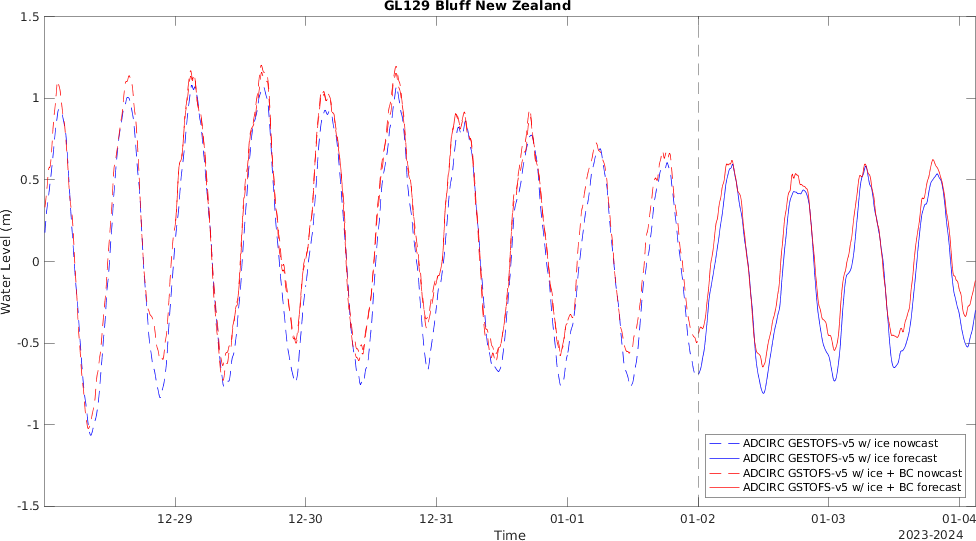 GL129 Bluff New Zealand
1.5
1
0.5
0
-0.5
-1
-1.5
Water Level (m)
12-29
12-30
12-31
01-01
01-02
01-03
01-04
Time
2023-2024
ADCIRC GESTOFS-v5 w/ ice nowcast
ADCIRC GESTOFS-v5 w/ ice forecast
ADCIRC GSTOFS-v5 w/ ice + BC nowcast
ADCIRC GSTOFS-v5 w/ ice + BC forecast